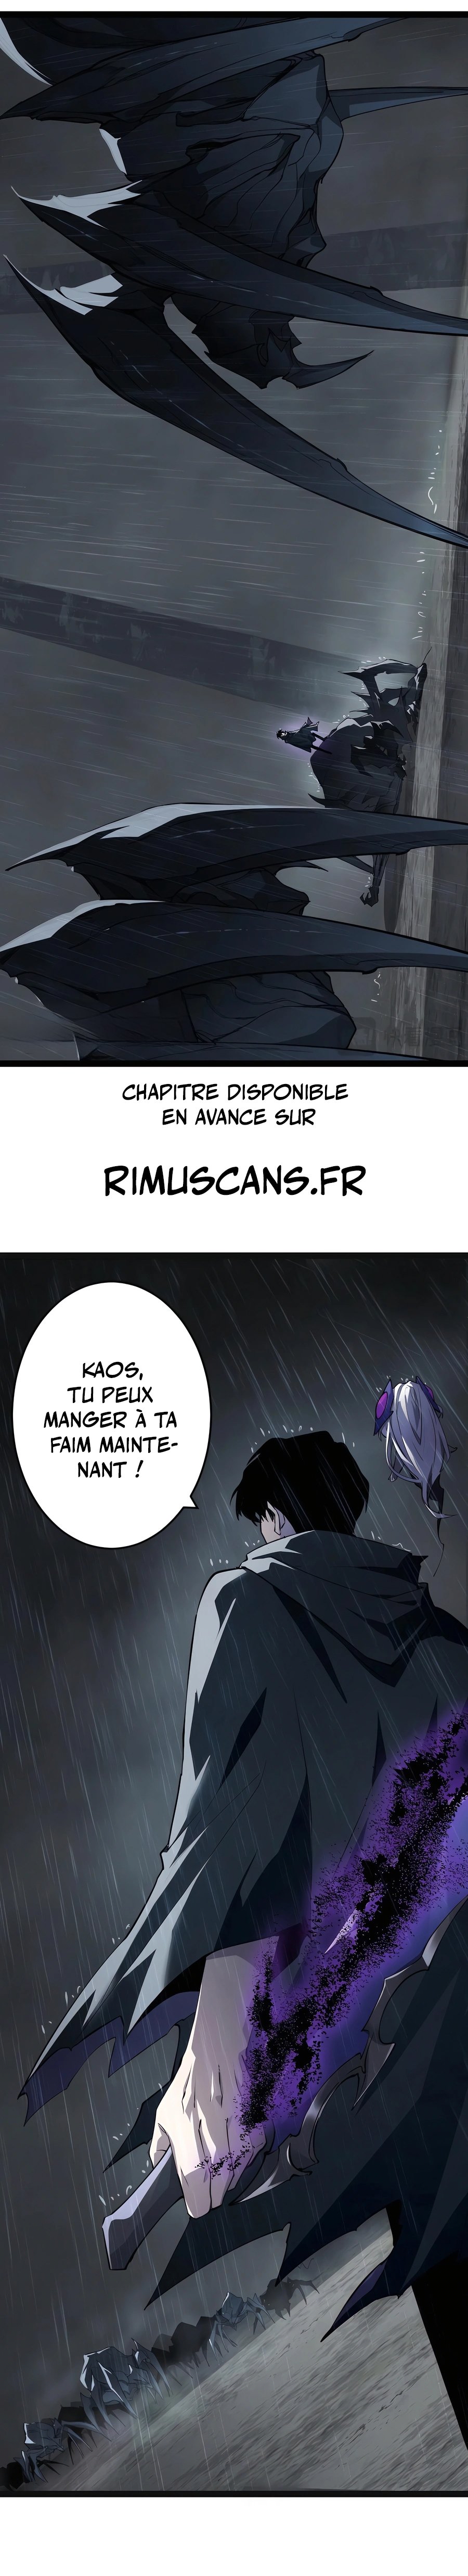 CHAPITRE DISPONIBLE
EN AVANCE SUR
RIMUSCANS.FR
KAOS,
TU PEUX
MANGER À TA
FAIM MAINTE-
NANT !